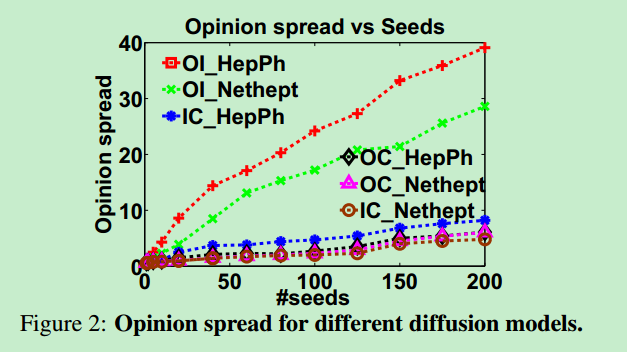 Opinion spread vs Seeds
Opinion spread
40
30
20
10
0
OI_HepPh
OI_Nethept
IC_HepPh
OC_HepPh
OC_Nethept
IC_Nethept
0 50 100 150 200
#seeds
Figure 2: Opinion spread for different diffusion models.